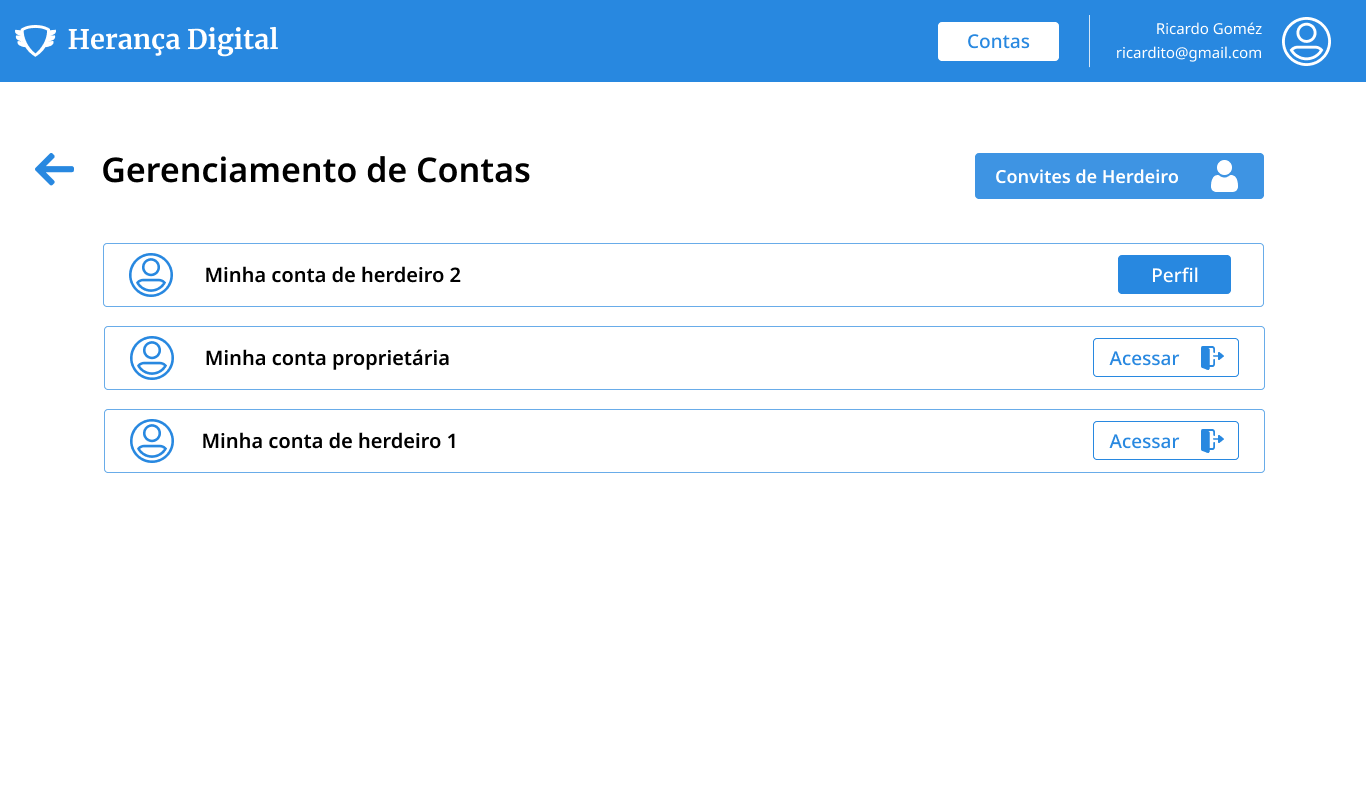 Herança Digital
Contas
Ricardo Goméz
ricardito@gmail.com
Gerenciamento de Contas
Convites de Herdeiro
Minha conta de herdeiro 2
Perfil
Minha conta proprietária
Acessar
Minha conta de herdeiro 1
Acessar